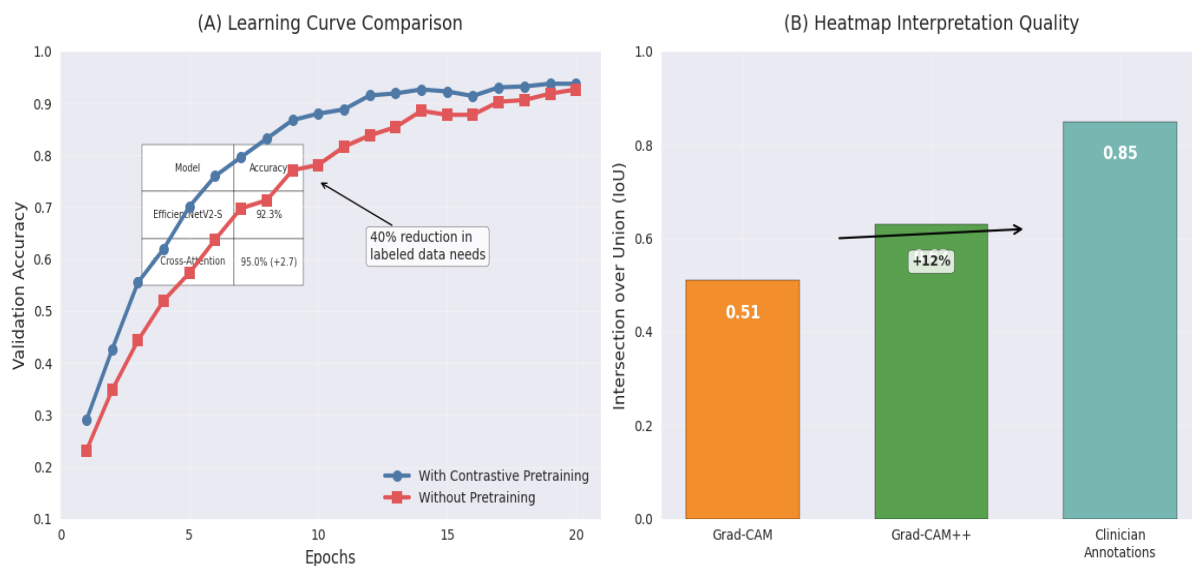 (A) Learning Curve Comparison
1.0
0.9
0.8
0.7
0.6
0.5
0.4
0.3
0.2
0.1
Validation Accuracy
Model Accuracy
EfficientNetV2-S 92.3%
Cross-Attention 95.0% (+2.7)
40% reduction in
labeled data needs
With Contrastive Pretraining
Without Pretraining
0 5 10 15 20
Epochs
(B) Heatmap Interpretation Quality
1.0
0.8
0.6
0.4
0.2
0.0
Intersection over Union (IoU)
0.51
+12%
0.85
Grad-CAM
Grad-CAM++
Clinician
Annotations